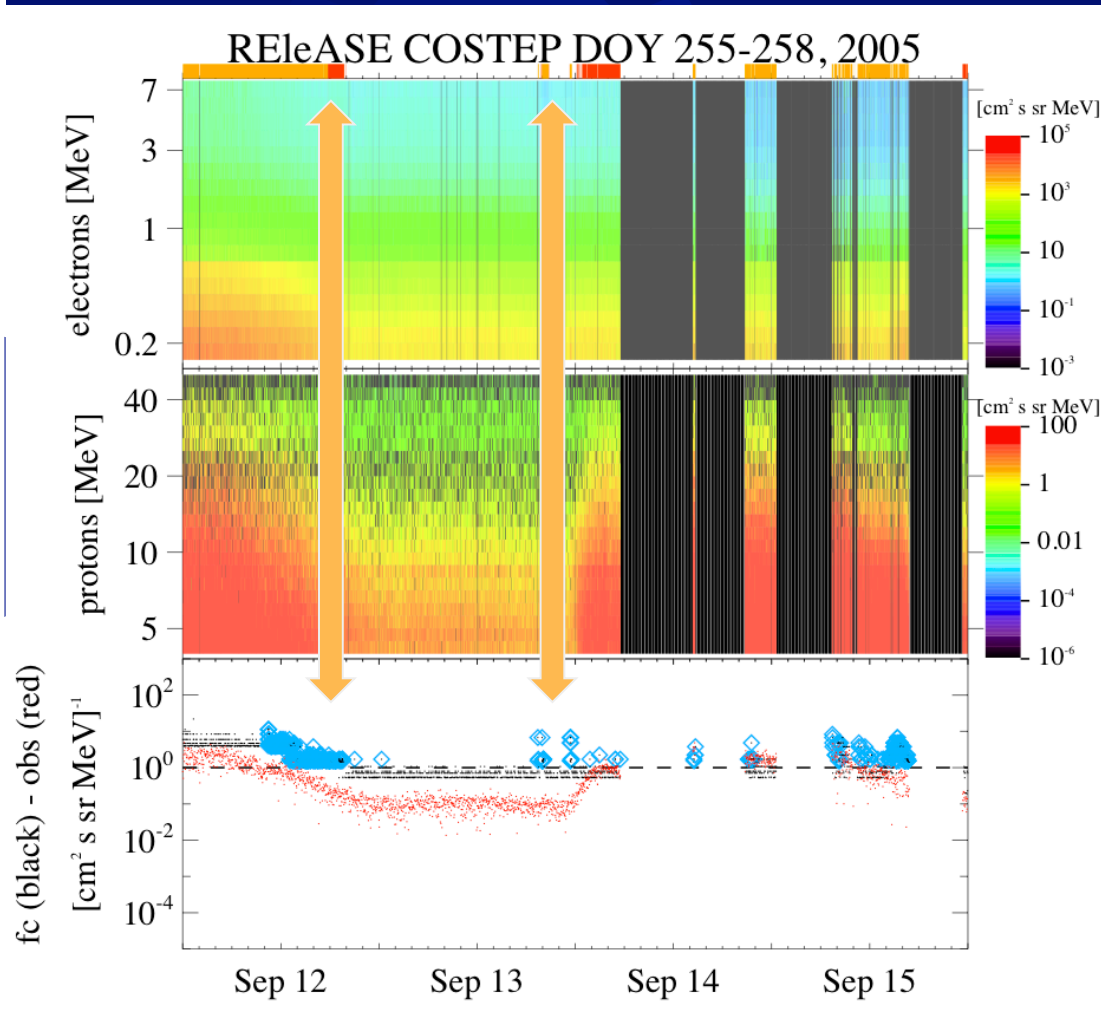 REleASE COSTEP DOY 255-258, 2005
electrons [MeV]
7
3
1
0.2
[cm² s sr MeV]
10⁵
10³
10
10⁻¹
10⁻³
protons [MeV]
40
20
10
5
[cm² s sr MeV]
100
1
0.01
10⁻⁴
10⁻⁶
fc (black) - obs (red)
[cm² s sr MeV]⁻¹
10²
10⁰
10⁻²
10⁻⁴
Sep 12 Sep 13 Sep 14 Sep 15